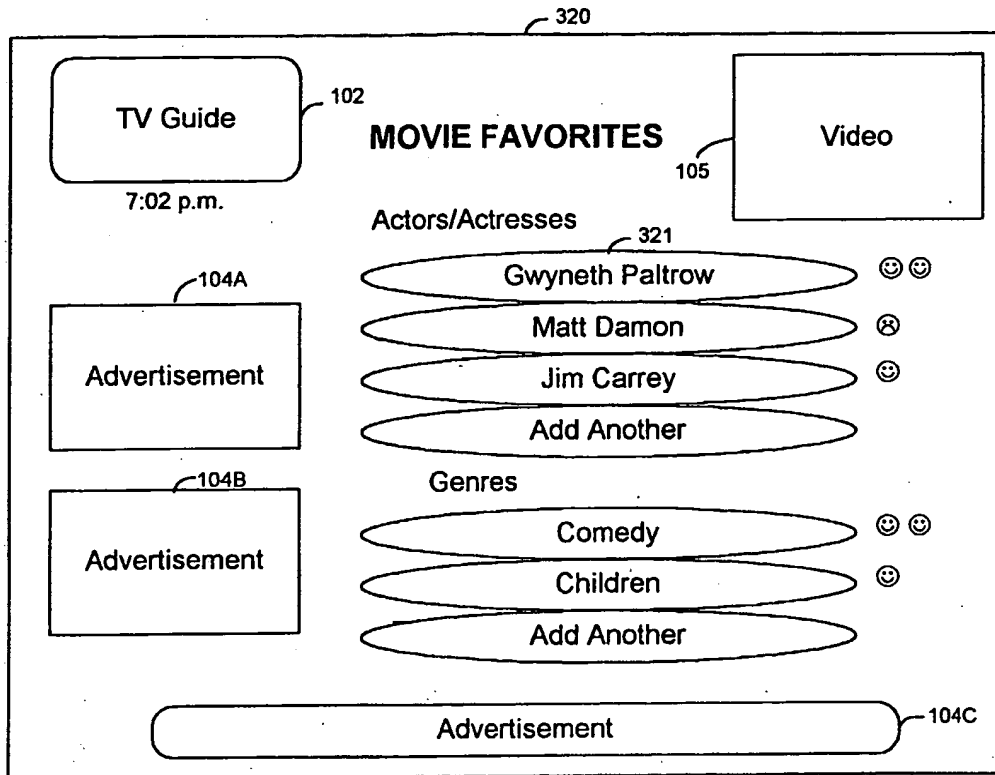 320
TV Guide
102
MOVIE FAVORITES
Video
105
7:02 p.m.
Actors/Actresses
321
Gwyneth Paltrow
Matt Damon
Jim Carrey
Add Another
104A
Advertisement
104B
Advertisement
Genres
Comedy
Children
Add Another
Advertisement
104C